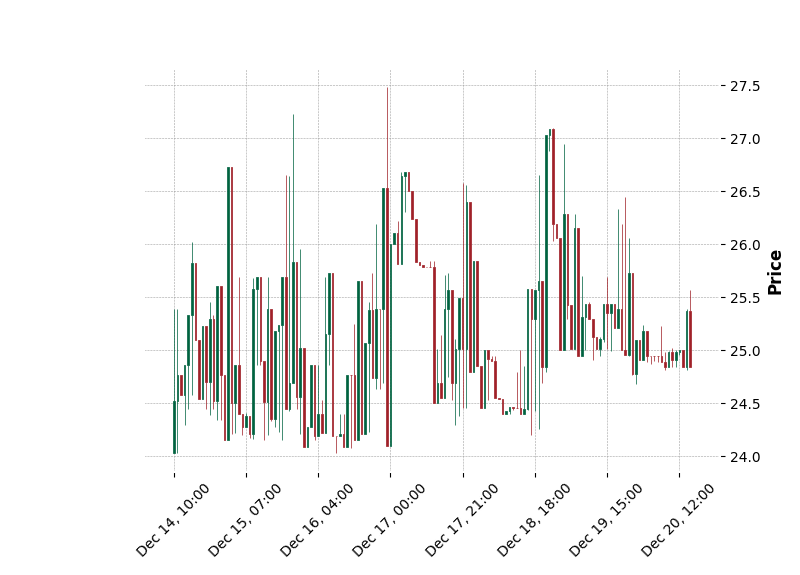 27.5
27.0
26.5
26.0
25.5
25.0
24.5
24.0
Price
Dec 14, 10:00
Dec 15, 07:00
Dec 16, 04:00
Dec 17, 00:00
Dec 17, 21:00
Dec 18, 18:00
Dec 19, 15:00
Dec 20, 12:00